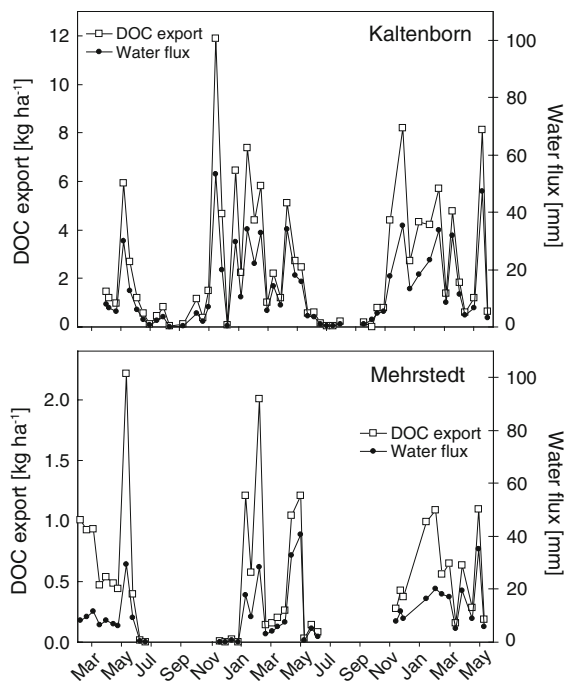 Kaltenborn
DOC export
Water flux
12
10
8
6
4
2
0
100
80
60
40
20
0
DOC export [kg ha-1]
Water flux [mm]
Mehrstedt
DOC export
Water flux
2.0
1.5
1.0
0.5
0.0
100
80
60
40
20
0
DOC export [kg ha-1]
Water flux [mm]
Mar May Jul Sep Nov Jan Mar May Jul Sep Nov Jan Mar May